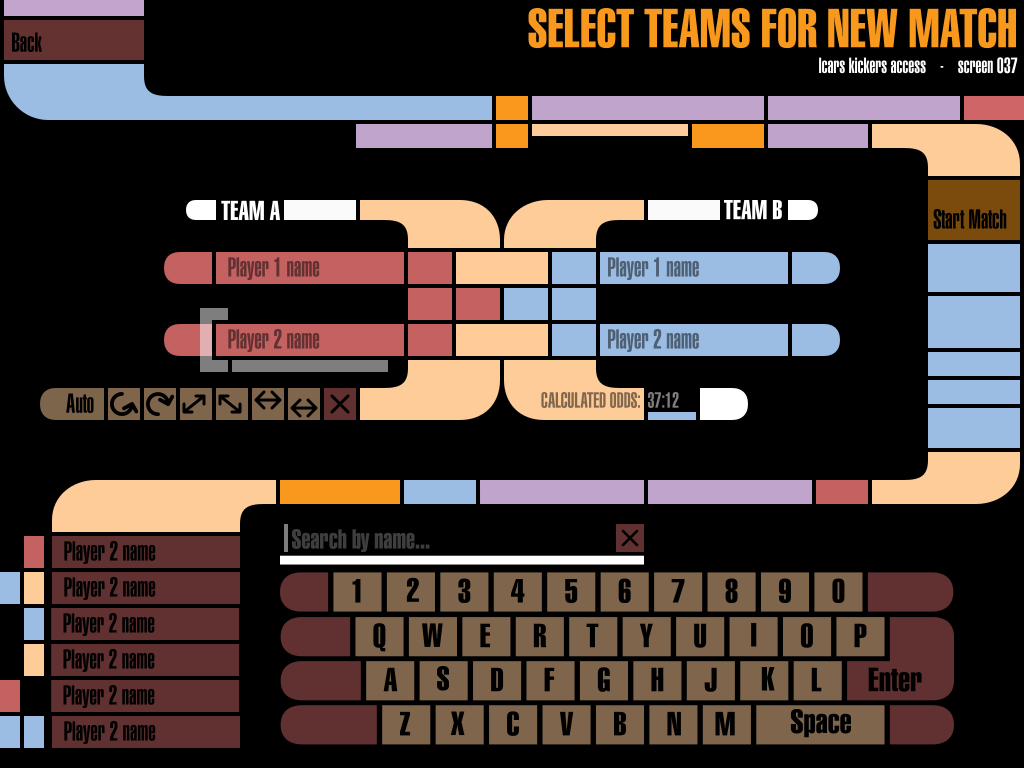 Back
SELECT TEAMS FOR NEW MATCH
lcars kickers access - screen 037
TEAM A
TEAM B
Start Match
Player 1 name
Player 1 name
Player 2 name
Player 2 name
Auto
CALCULATED ODDS: 37:12
Search by name...
Player 2 name
Player 2 name
Player 2 name
Player 2 name
Player 2 name
Player 2 name
1 2 3 4 5 6 7 8 9 0
Q W E R T Y U I O P
A S D F G H J K L Enter
Z X C V B N M Space